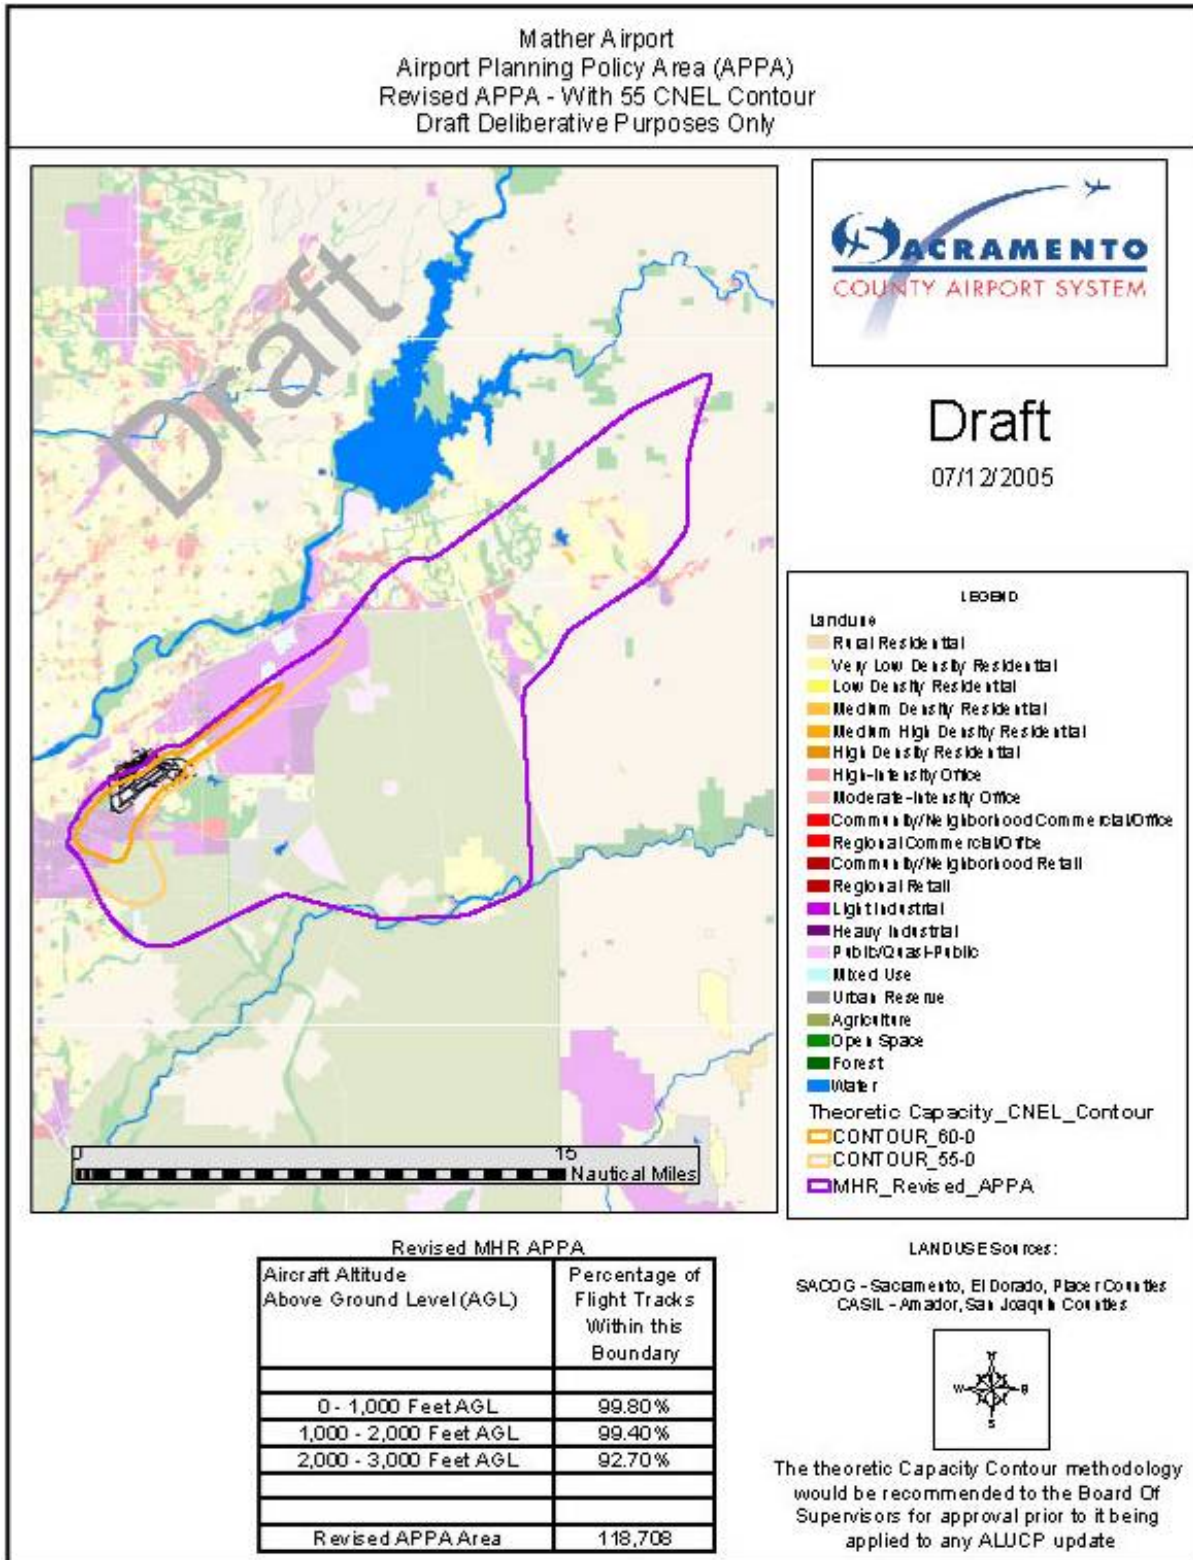 Mather Airport
Airport Planning Policy Area (APPA)
Revised APPA - With 55 CNEL Contour
Draft Deliberative Purposes Only
Draft
SACRAMENTO
COUNTY AIRPORT SYSTEM
Draft
07/12/2005
LEGEND
Landuse
Rural Residential
Very Low Density Residential
Low Density Residential
Medium Density Residential
Medium High Density Residential
High Density Residential
High-Intensity Office
Moderate-Intensity Office
Community/Neighborhood Commercial/Office
Regional Commercial/Office
Community/Neighborhood Retail
Regional Retail
Light Industrial
Heavy Industrial
Public/Quasi-Public
Mixed Use
Urban Reserve
Agriculture
Open Space
Forest
Water
Theoretic Capacity_CNEL_Contour
CONTOUR_60-0
CONTOUR_55-0
MHR_Revised_APPA
0 15
Nautical Miles
Revised MHR APPA
Aircraft Altitude Above Ground Level (AGL)
Percentage of Flight Tracks Within this Boundary
0 - 1,000 Feet AGL 99.80%
1,000 - 2,000 Feet AGL 99.40%
2,000 - 3,000 Feet AGL 92.70%
Revised APPA Area 118,708
LANDUSE Sources:
SACOG - Sacramento, El Dorado, Placer Counties
CASIL - Amador, San Joaquin Counties
N
W E
S
The theoretic Capacity Contour methodology
would be recommended to the Board Of
Supervisors for approval prior to it being
applied to any ALUCP update